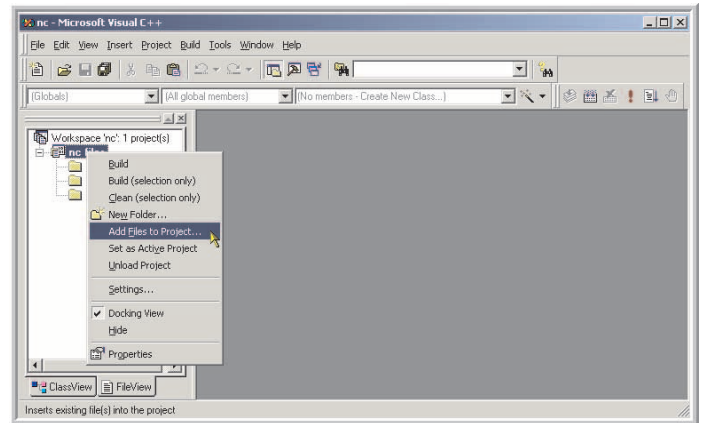 nc - Microsoft Visual C++
File Edit View Insert Project Build Tools Window Help
(Globals) (All global members) (No members - Create New Class...)
Workspace 'nc': 1 project(s)
nc files
Build
Build (selection only)
Clean (selection only)
New Folder...
Add Files to Project...
Set as Active Project
Unload Project
Settings...
Docking View
Hide
Properties
ClassView FileView
Inserts existing file(s) into the project